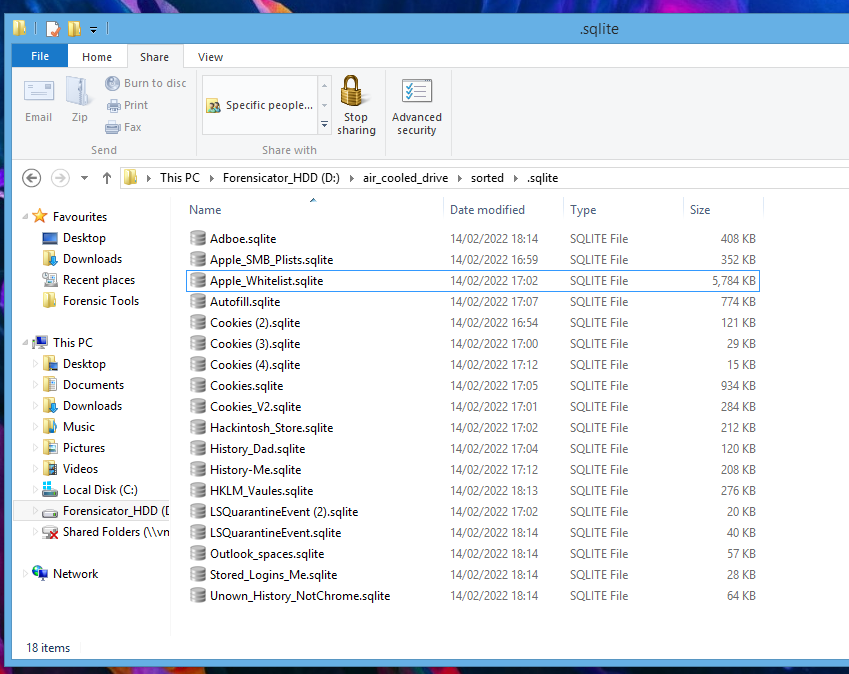 .sqlite
File Home Share View
Email
Zip
Burn to disc
Print
Fax
Send
Specific people...
Stop sharing
Share with
Advanced security
This PC Forensicator_HDD (D:) air_cooled_drive sorted .sqlite
Favourites
Desktop
Downloads
Recent places
Forensic Tools
This PC
Desktop
Documents
Downloads
Music
Pictures
Videos
Local Disk (C:)
Forensicator_HDD (D
Shared Folders (\\vn
Network
Name Date modified Type Size
Adboe.sqlite 14/02/2022 18:14 SQLITE File 408 KB
Apple_SMB_Plists.sqlite 14/02/2022 16:59 SQLITE File 352 KB
Apple_Whitelist.sqlite 14/02/2022 17:02 SQLITE File 5,784 KB
Autofill.sqlite 14/02/2022 17:07 SQLITE File 774 KB
Cookies (2).sqlite 14/02/2022 16:54 SQLITE File 121 KB
Cookies (3).sqlite 14/02/2022 17:00 SQLITE File 29 KB
Cookies (4).sqlite 14/02/2022 17:12 SQLITE File 15 KB
Cookies.sqlite 14/02/2022 17:05 SQLITE File 934 KB
Cookies_V2.sqlite 14/02/2022 17:01 SQLITE File 284 KB
Hackintosh_Store.sqlite 14/02/2022 17:02 SQLITE File 212 KB
History_Dad.sqlite 14/02/2022 17:04 SQLITE File 120 KB
History-Me.sqlite 14/02/2022 17:12 SQLITE File 208 KB
HKLM_Vaules.sqlite 14/02/2022 18:13 SQLITE File 276 KB
LSQuarantineEvent (2).sqlite 14/02/2022 17:02 SQLITE File 20 KB
LSQuarantineEvent.sqlite 14/02/2022 18:14 SQLITE File 40 KB
Outlook_spaces.sqlite 14/02/2022 18:14 SQLITE File 57 KB
Stored_Logins_Me.sqlite 14/02/2022 18:14 SQLITE File 28 KB
Unown_History_NotChrome.sqlite 14/02/2022 18:14 SQLITE File 64 KB
18 items